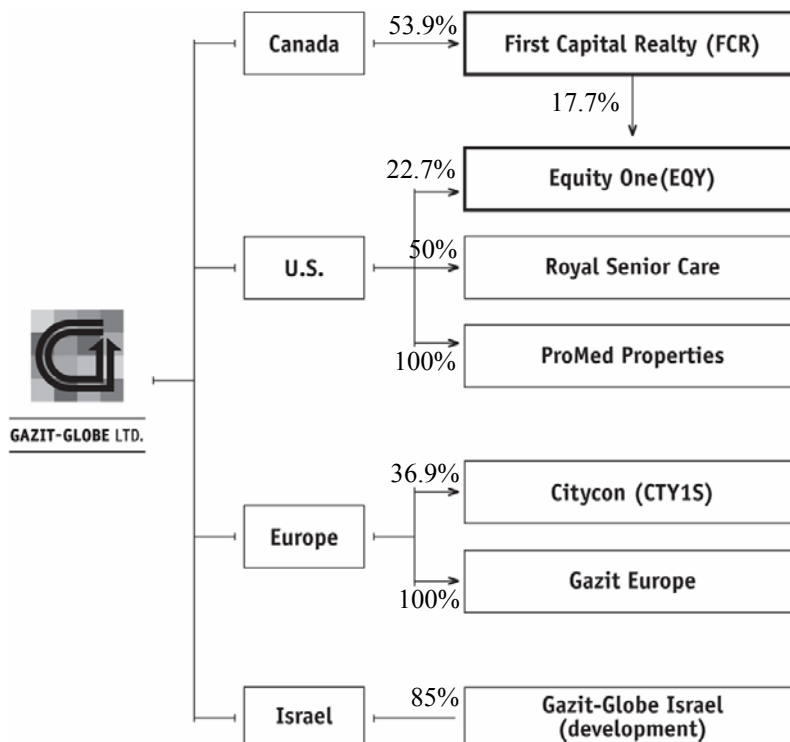 53.9%
Canada
First Capital Realty (FCR)
17.7%
22.7%
Equity One(EQY)
50%
U.S.
Royal Senior Care
100%
ProMed Properties
GAZIT-GLOBE LTD.
36.9%
Citycon (CTY1S)
Europe
100%
Gazit Europe
85%
Israel
Gazit-Globe Israel
(development)